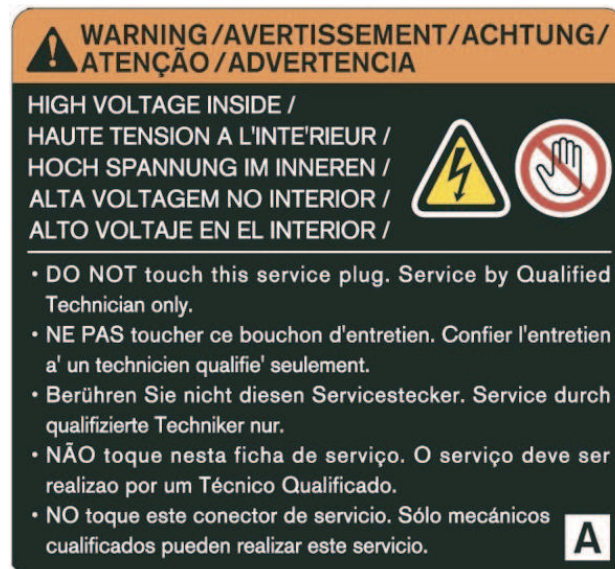 WARNING/AVERTISSEMENT/ACHTUNG/
ATENÇÃO/ADVERTENCIA
HIGH VOLTAGE INSIDE /
HAUTE TENSION A L'INTE'RIEUR /
HOCH SPANNUNG IM INNEREN /
ALTA VOLTAGEM NO INTERIOR /
ALTO VOLTAJE EN EL INTERIOR /
• DO NOT touch this service plug. Service by Qualified
Technician only.
• NE PAS toucher ce bouchon d'entretien. Confier l'entretien
a' un technicien qualifie' seulement.
• Berühren Sie nicht diesen Servicestecker. Service durch
qualifizierte Techniker nur.
• NÃO toque nesta ficha de serviço. O serviço deve ser
realizao por um Técnico Qualificado.
• NO toque este conector de servicio. Sólo mecánicos
cualificados pueden realizar este servicio.
A